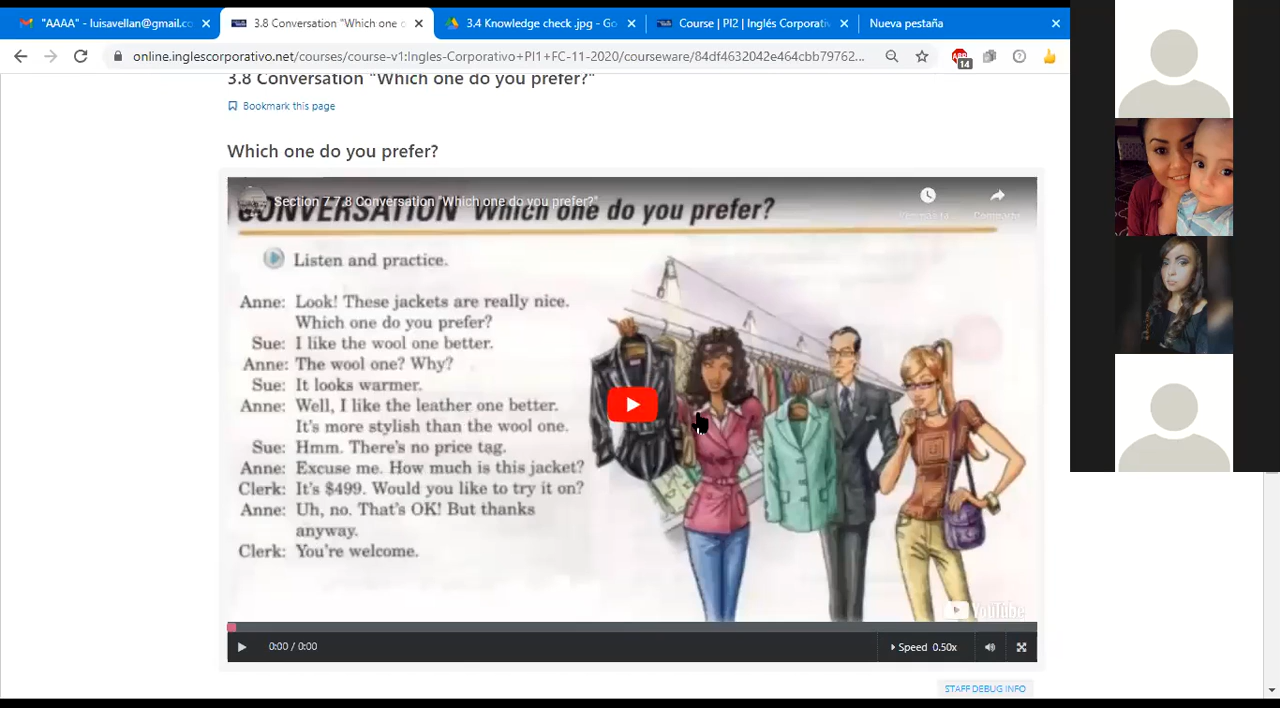 "AAAA" - luisavellan@gmail.co
3.8 Conversation "Which one o
3.4 Knowledge check .jpg - Go
Course | PI2 | Inglés Corporativ
Nueva pestaña
online.inglescorporativo.net/courses/course-v1:Ingles-Corporativo+PI1+FC-11-2020/courseware/84df4632042e464cbb79762...
14
3.8 Conversation "Which one do you prefer?"
Bookmark this page
Which one do you prefer?
Section 7 7.8 Conversation "Which one do you prefer?"
CONVERSATION Which one do you prefer?
Listen and practice.
Anne: Look! These jackets are really nice.
Which one do you prefer?
Sue: I like the wool one better.
Anne: The wool one? Why?
Sue: It looks warmer.
Anne: Well, I like the leather one better.
It's more stylish than the wool one.
Sue: Hmm. There's no price tag.
Anne: Excuse me. How much is this jacket?
Clerk: It's $499. Would you like to try it on?
Anne: Uh, no. That's OK! But thanks
anyway.
Clerk: You're welcome.
YouTube
0:00 / 0:00
Speed 0.50x
STAFF DEBUG INFO